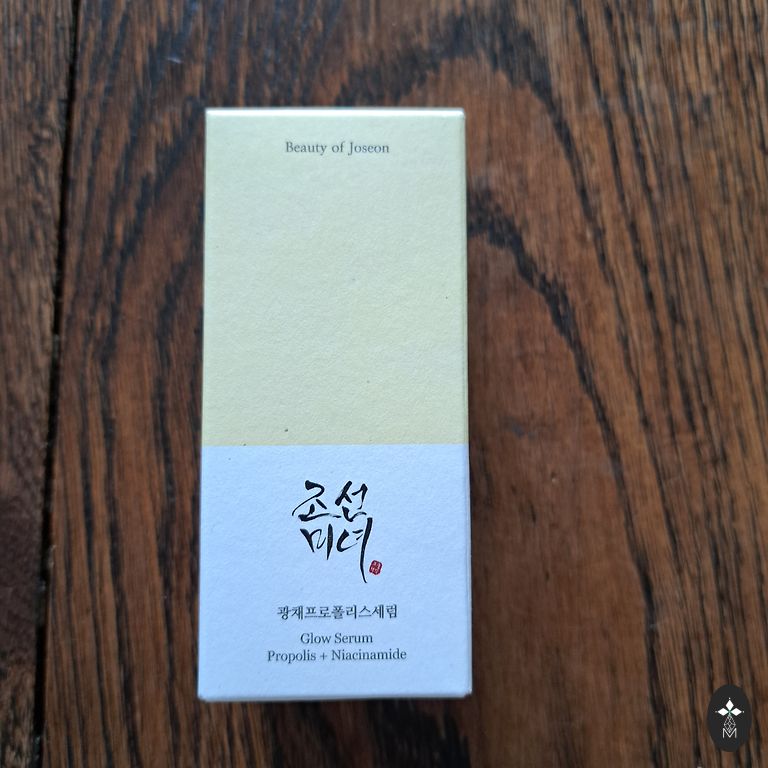 Beauty of Joseon
조선
미녀
광채프로폴리스세럼
Glow Serum
Propolis + Niacinamide
M